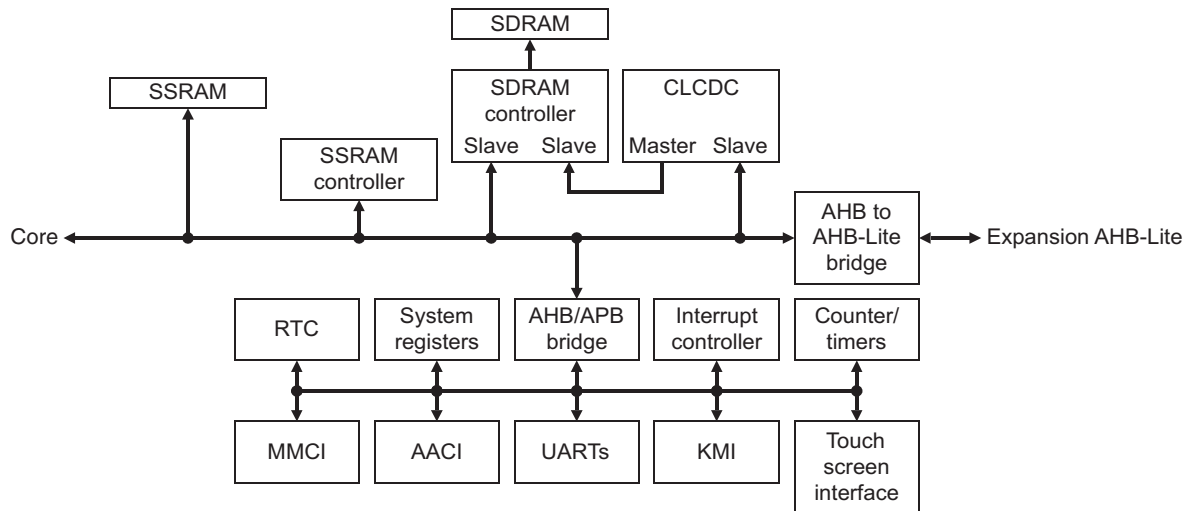 SDRAM
SSRAM
SDRAM
controller
Slave Slave
CLCDC
Master Slave
SSRAM
controller
Core
AHB to
AHB-Lite
bridge
Expansion AHB-Lite
RTC
System
registers
AHB/APB
bridge
Interrupt
controller
Counter/
timers
MMCI
AACI
UARTs
KMI
Touch
screen
interface